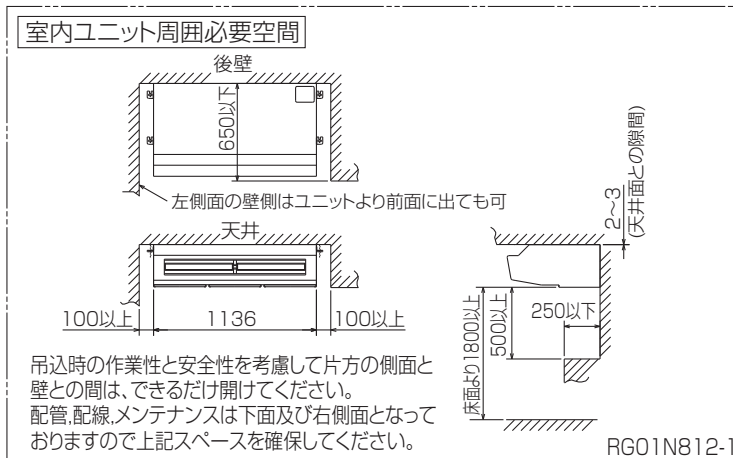 室内ユニット周囲必要空間
後壁
650以下
左側面の壁側はユニットより前面に出ても可
天井
100以上
1136
100以上
2~3
(天井面との隙間)
床面より1800以上
500以上
250以下
吊込時の作業性と安全性を考慮して片方の側面と
壁との間は、できるだけ開けてください。
配管,配線,メンテナンスは下面及び右側面となって
おりますので上記スペースを確保してください。
RG01N812-1